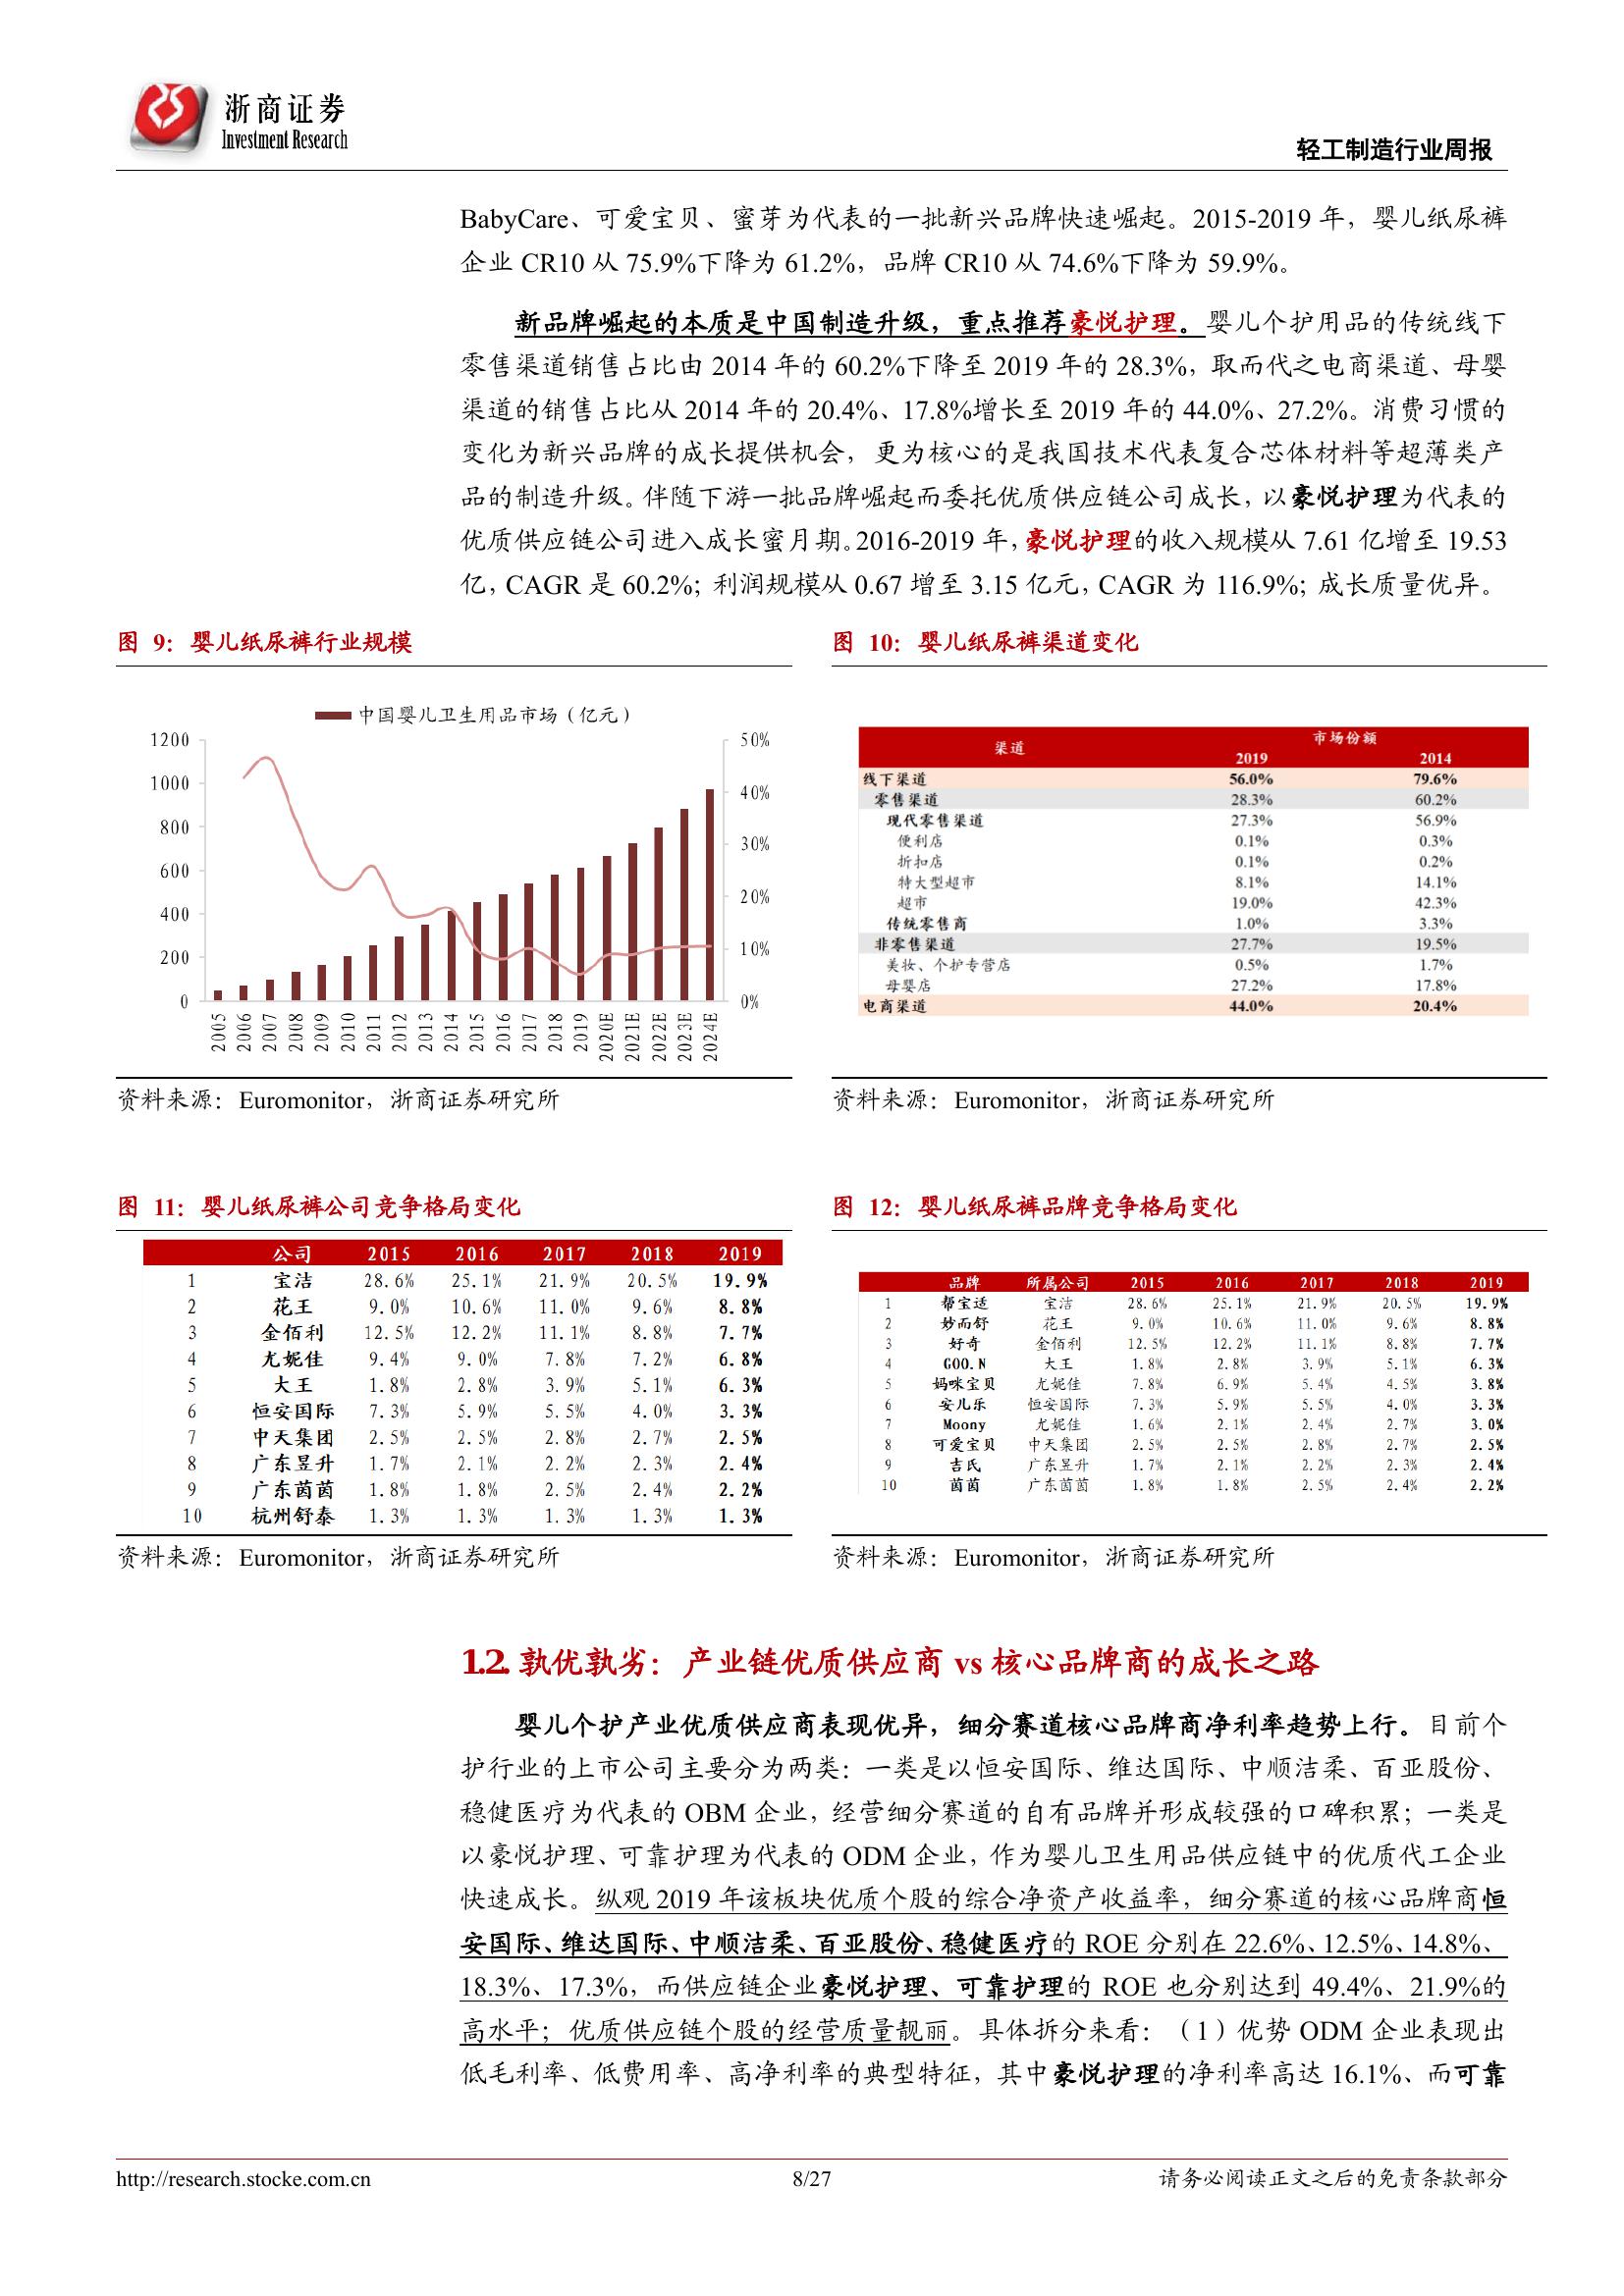 浙商证券
Investment Research
轻工制造行业周报
BabyCare、可爱宝贝、蜜芽为代表的一批新兴品牌快速崛起。2015-2019 年，婴儿纸尿裤
企业 CR10 从 75.9%下降为 61.2%，品牌 CR10 从 74.6%下降为 59.9%。
新品牌崛起的本质是中国制造升级，重点推荐豪悦护理。婴儿个护用品的传统线下
零售渠道销售占比由 2014 年的 60.2%下降至 2019 年的 28.3%，取而代之电商渠道、母婴
渠道的销售占比从 2014 年的 20.4%、17.8%增长至 2019 年的 44.0%、27.2%。消费习惯的
变化为新兴品牌的成长提供机会，更为核心的是我国技术代表复合芯体材料等超薄类产
品的制造升级。伴随下游一批品牌崛起而委托优质供应链公司成长，以豪悦护理为代表的
优质供应链公司进入成长蜜月期。2016-2019 年，豪悦护理的收入规模从 7.61 亿增至 19.53
亿，CAGR 是 60.2%；利润规模从 0.67 增至 3.15 亿元，CAGR 为 116.9%；成长质量优异。
图 9：婴儿纸尿裤行业规模
中国婴儿卫生用品市场（亿元）
1200
1000
800
600
400
200
0
50%
40%
30%
20%
10%
0%
2005 2006 2007 2008 2009 2010 2011 2012 2013 2014 2015 2016 2017 2018 2019 2020E 2021E 2022E 2023E 2024E
资料来源：Euromonitor，浙商证券研究所
图 10：婴儿纸尿裤渠道变化
渠道 市场份额
2019 2014
线下渠道 56.0% 79.6%
零售渠道 28.3% 60.2%
现代零售渠道 27.3% 56.9%
便利店 0.1% 0.3%
折扣店 0.1% 0.2%
特大型超市 8.1% 14.1%
超市 19.0% 42.3%
传统零售商 1.0% 3.3%
非零售渠道 27.7% 19.5%
美妆、个护专营店 0.5% 1.7%
母婴店 27.2% 17.8%
电商渠道 44.0% 20.4%
资料来源：Euromonitor，浙商证券研究所
图 11：婴儿纸尿裤公司竞争格局变化
公司 2015 2016 2017 2018 2019
1 宝洁 28.6% 25.1% 21.9% 20.5% 19.9%
2 花王 9.0% 10.6% 11.0% 9.6% 8.8%
3 金佰利 12.5% 12.2% 11.1% 8.8% 7.7%
4 尤妮佳 9.4% 9.0% 7.8% 7.2% 6.8%
5 大王 1.8% 2.8% 3.9% 5.1% 6.3%
6 恒安国际 7.3% 5.9% 5.5% 4.0% 3.3%
7 中天集团 2.5% 2.5% 2.8% 2.7% 2.5%
8 广东昱升 1.7% 2.1% 2.2% 2.3% 2.4%
9 广东茵茵 1.8% 1.8% 2.5% 2.4% 2.2%
10 杭州舒泰 1.3% 1.3% 1.3% 1.3% 1.3%
资料来源：Euromonitor，浙商证券研究所
图 12：婴儿纸尿裤品牌竞争格局变化
品牌 所属公司 2015 2016 2017 2018 2019
1 帮宝适 宝洁 28.6% 25.1% 21.9% 20.5% 19.9%
2 妙而舒 花王 9.0% 10.6% 11.0% 9.6% 8.8%
3 好奇 金佰利 12.5% 12.2% 11.1% 8.8% 7.7%
4 GOO.N 大王 1.8% 2.8% 3.9% 5.1% 6.3%
5 妈咪宝贝 尤妮佳 7.8% 6.9% 5.4% 4.5% 3.8%
6 安儿乐 恒安国际 7.3% 5.9% 5.5% 4.0% 3.3%
7 Moony 尤妮佳 1.6% 2.1% 2.4% 2.7% 3.0%
8 可爱宝贝 中天集团 2.5% 2.5% 2.8% 2.7% 2.5%
9 吉氏 广东昱升 1.7% 2.1% 2.2% 2.3% 2.4%
10 茵茵 广东茵茵 1.8% 1.8% 2.5% 2.4% 2.2%
资料来源：Euromonitor，浙商证券研究所
1.2. 孰优孰劣：产业链优质供应商 vs 核心品牌商的成长之路
婴儿个护产业优质供应商表现优异，细分赛道核心品牌商净利率趋势上行。目前个
护行业的上市公司主要分为两类：一类是以恒安国际、维达国际、中顺洁柔、百亚股份、
稳健医疗为代表的 OBM 企业，经营细分赛道的自有品牌并形成较强的口碑积累；一类是
以豪悦护理、可靠护理为代表的 ODM 企业，作为婴儿卫生用品供应链中的优质代工企业
快速成长。纵观 2019 年该板块优质个股的综合净资产收益率，细分赛道的核心品牌商恒
安国际、维达国际、中顺洁柔、百亚股份、稳健医疗的 ROE 分别在 22.6%、12.5%、14.8%、
18.3%、17.3%，而供应链企业豪悦护理、可靠护理的 ROE 也分别达到 49.4%、21.9%的
高水平；优质供应链个股的经营质量靓丽。具体拆分来看：（1）优势 ODM 企业表现出
低毛利率、低费用率、高净利率的典型特征，其中豪悦护理的净利率高达 16.1%、而可靠
http://research.stocke.com.cn
8/27
请务必阅读正文之后的免责条款部分